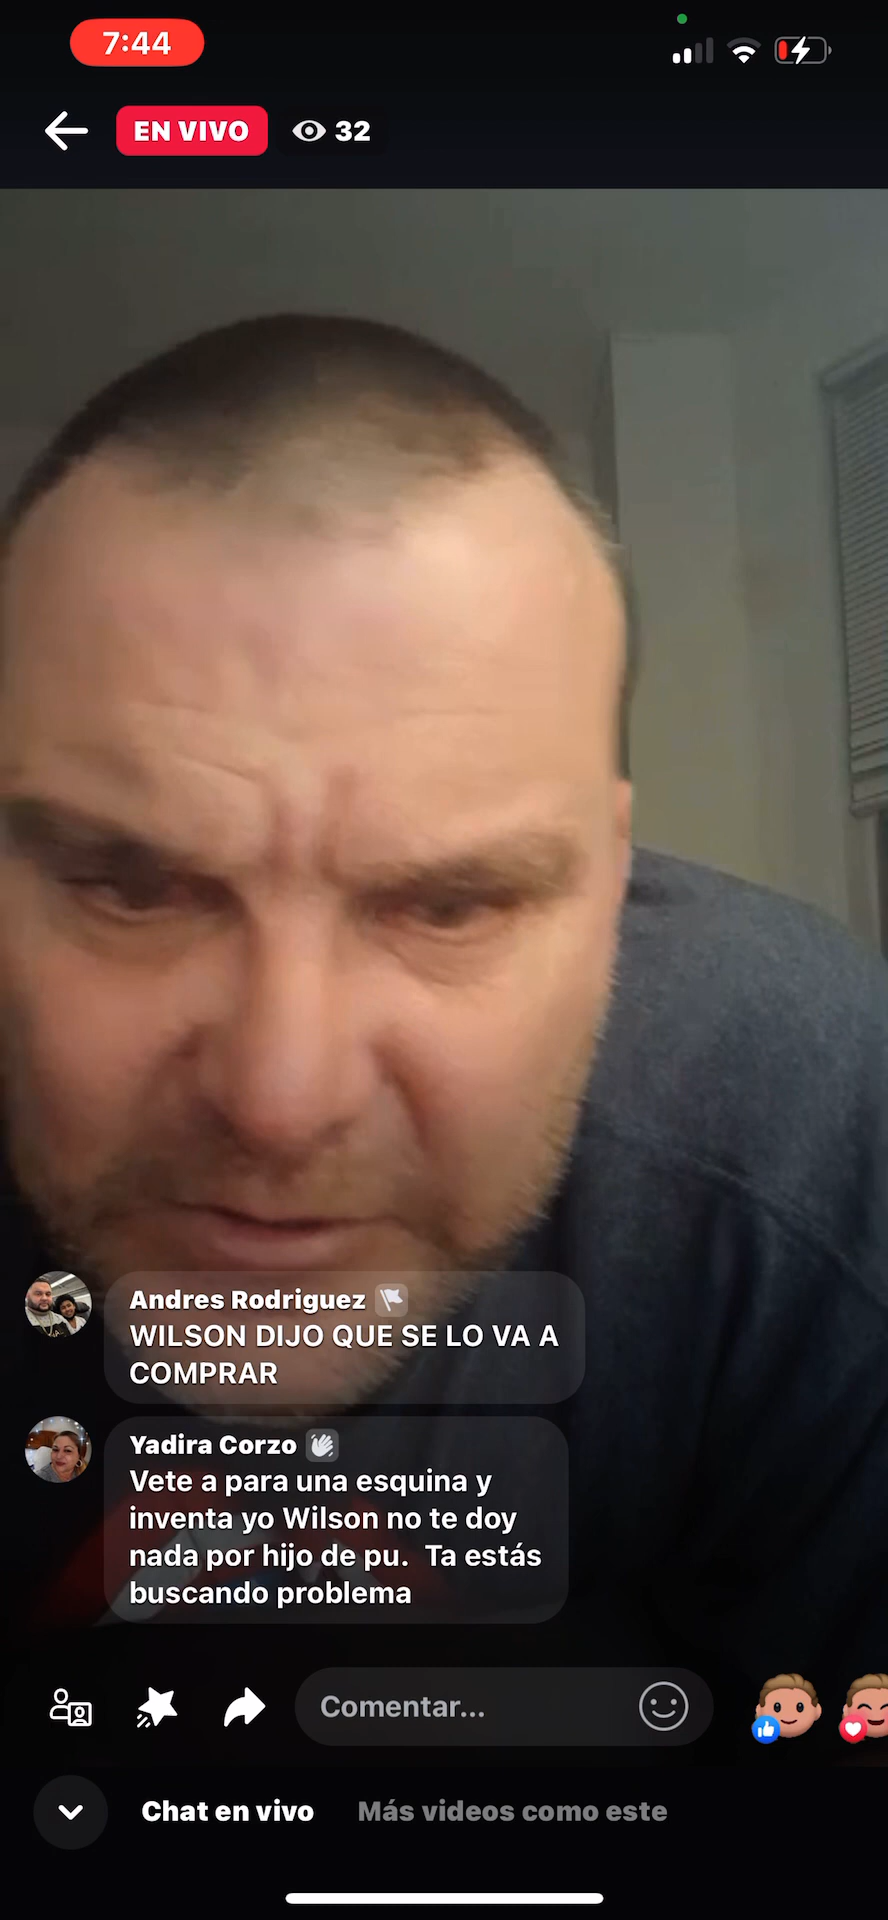 7:44
EN VIVO 32
Andres Rodriguez
WILSON DIJO QUE SE LO VA A
COMPRAR
Yadira Corzo
Vete a para una esquina y
inventa yo Wilson no te doy
nada por hijo de pu.  Ta estás
buscando problema
Comentar...
Chat en vivo Más videos como este